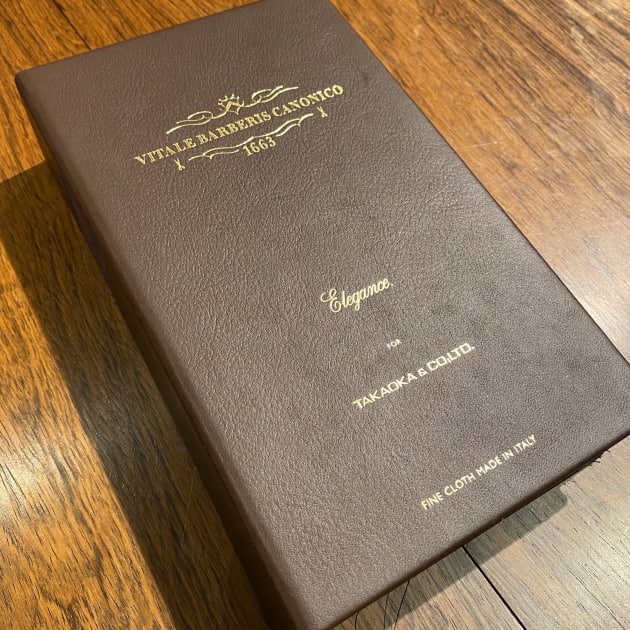 VITALE BARBERIS CANONICO
1663
Elegance.
FOR
TAKAOKA & CO.,LTD.
FINE CLOTH MADE IN ITALY